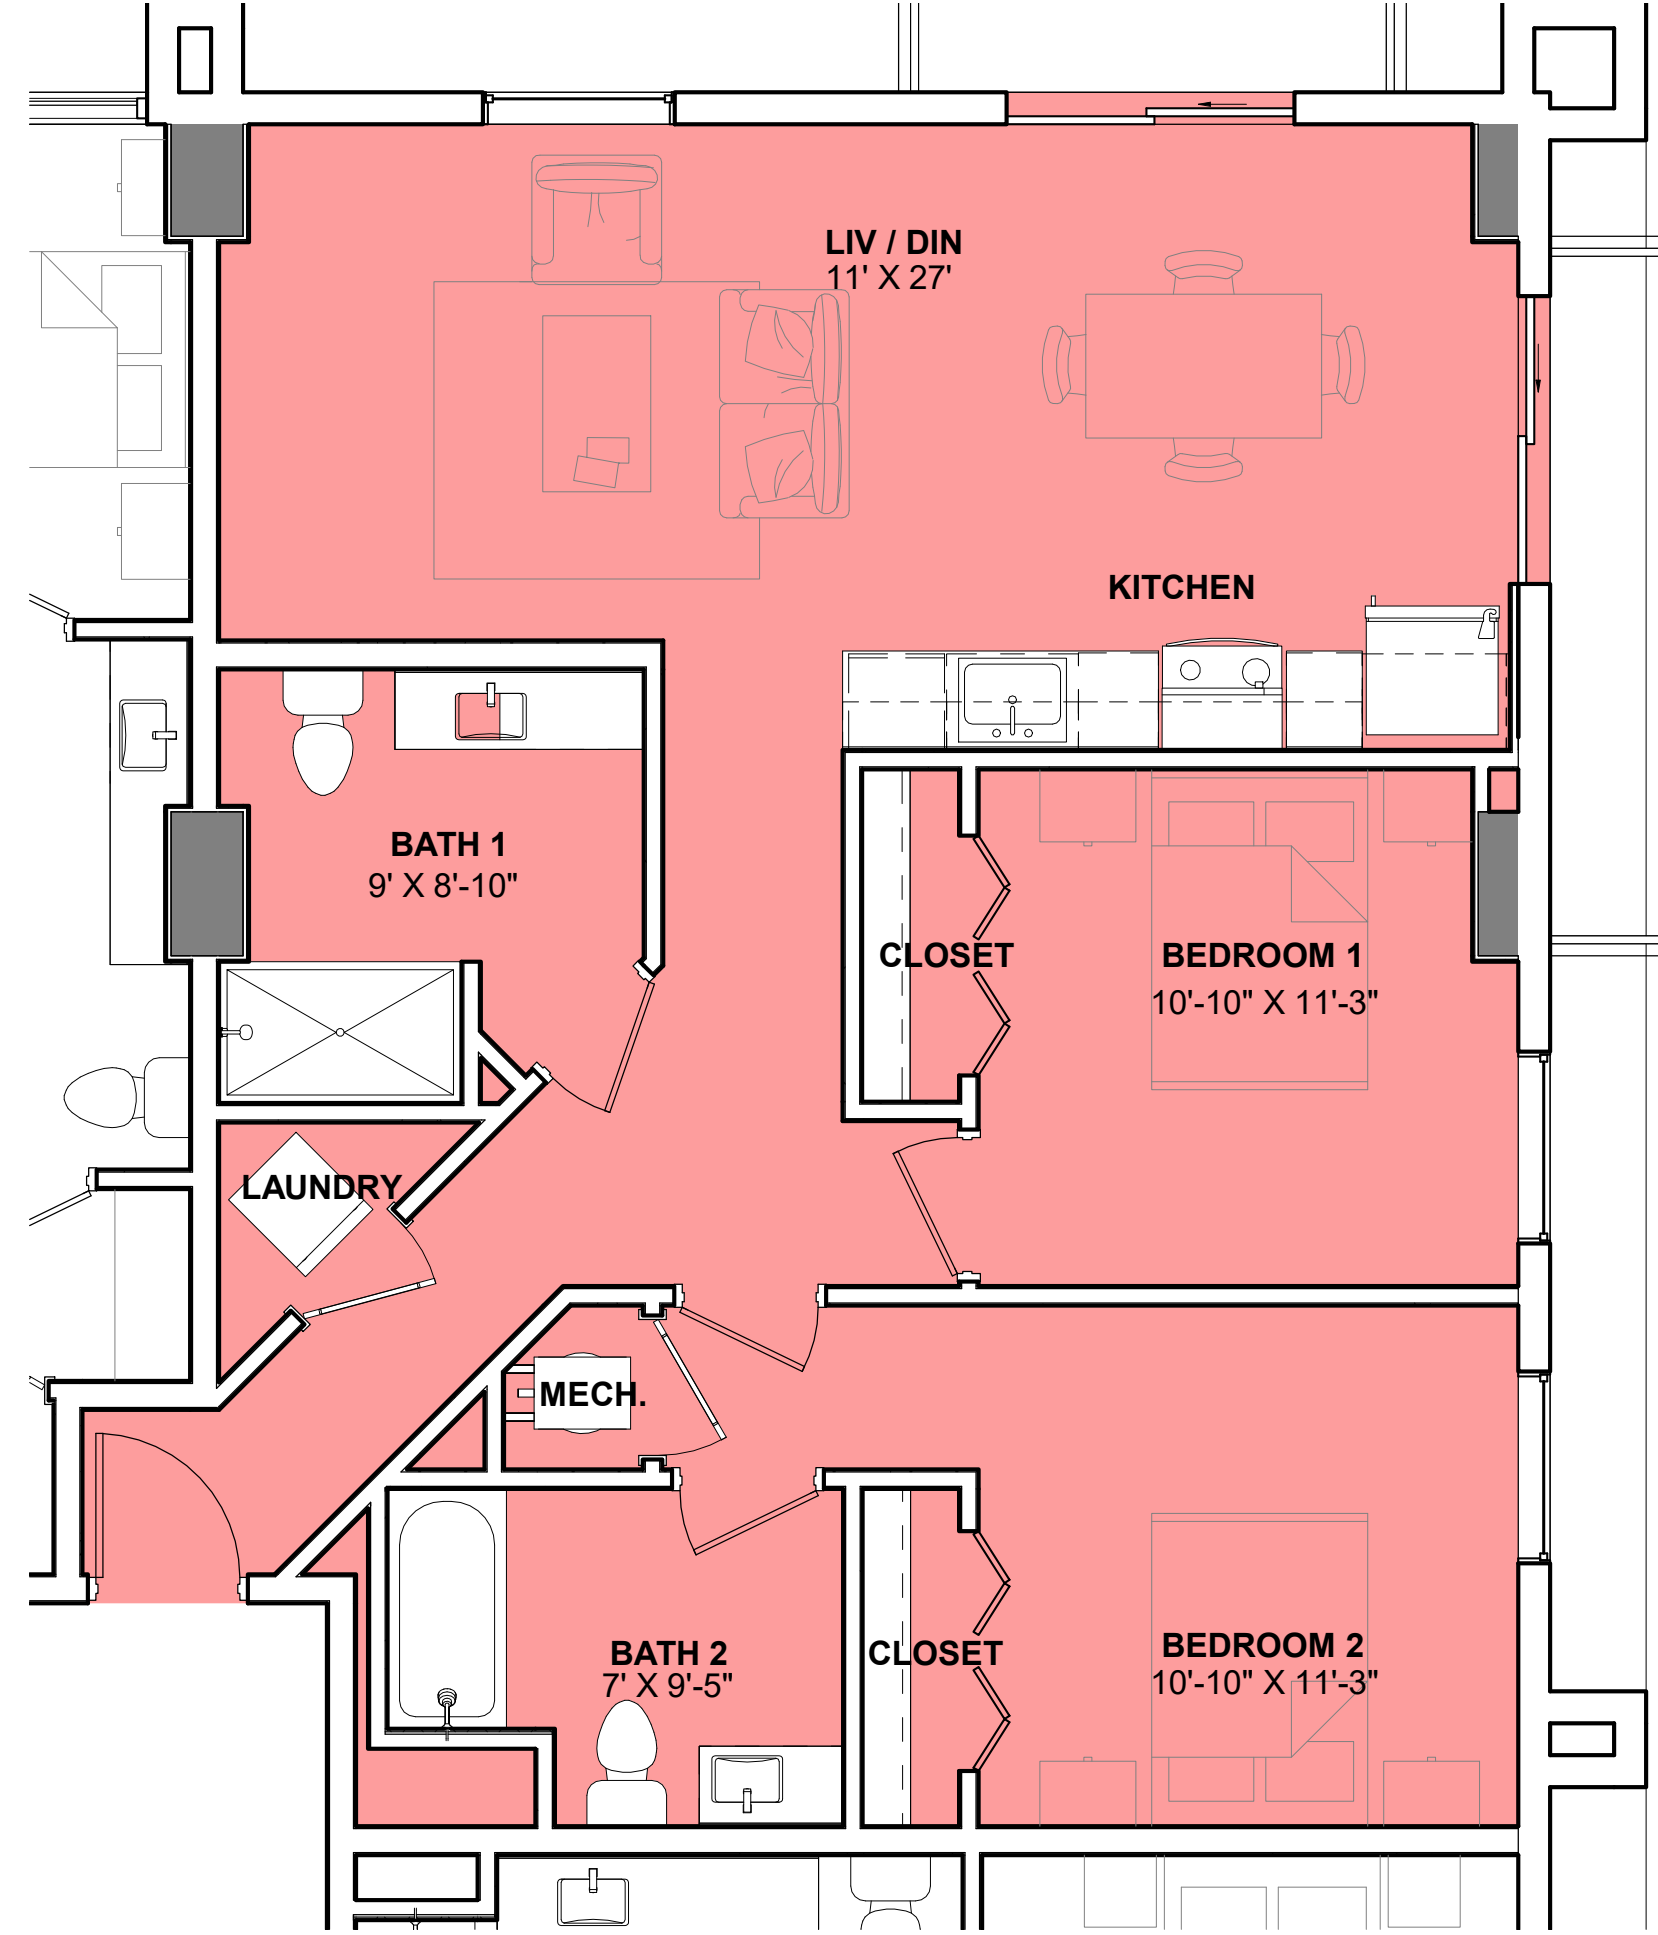 LIV / DIN
11' X 27'
KITCHEN
BATH 1
9' X 8'-10"
CLOSET
BEDROOM 1
10'-10" X 11'-3"
LAUNDRY
MECH.
BATH 2
7' X 9'-5"
CLOSET
BEDROOM 2
10'-10" X 11'-3"